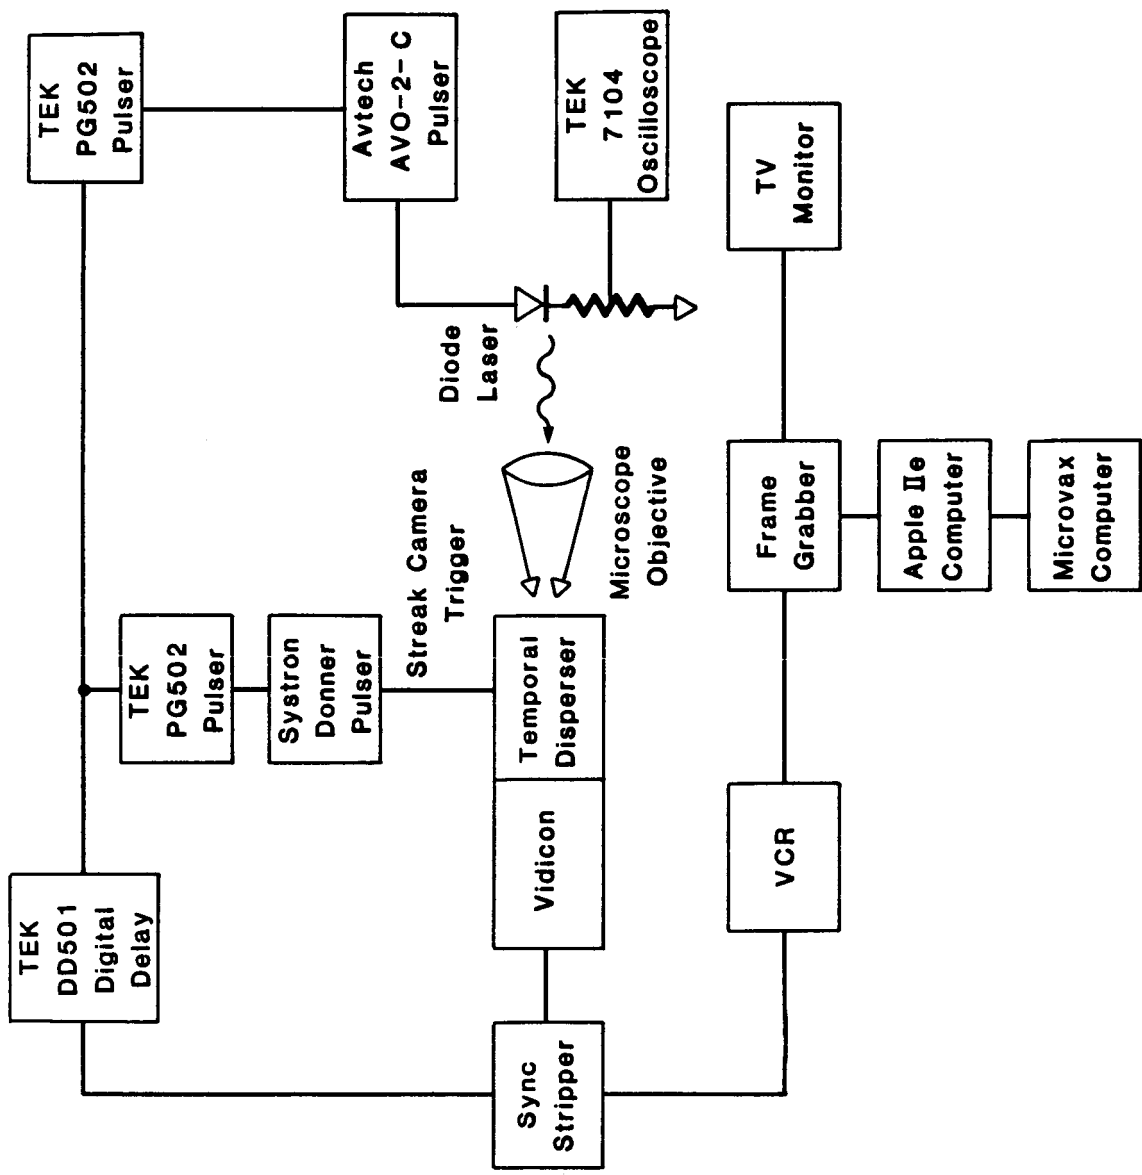 TEK
DD501
Digital
Delay
TEK
PG502
Pulser
TEK
PG502
Pulser
Systron
Donner
Pulser
Avtech
AVO-2-C
Pulser
TEK
7104
Oscilloscope
Streak Camera
Trigger
Diode
Laser
Sync
Stripper
Vidicon
Temporal
Disperser
Microscope
Objective
VCR
Frame
Grabber
TV
Monitor
Apple IIe
Computer
Microvax
Computer